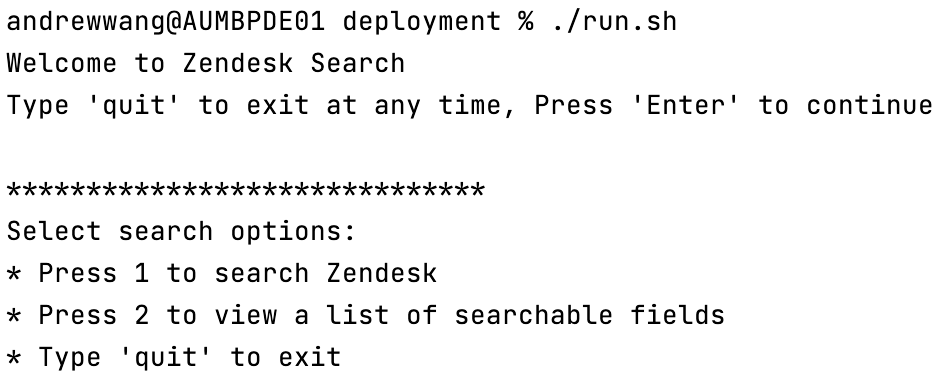 andrewwang@AUMBPDE01 deployment % ./run.sh
Welcome to Zendesk Search
Type 'quit' to exit at any time, Press 'Enter' to continue
******************************
Select search options:
* Press 1 to search Zendesk
* Press 2 to view a list of searchable fields
* Type 'quit' to exit